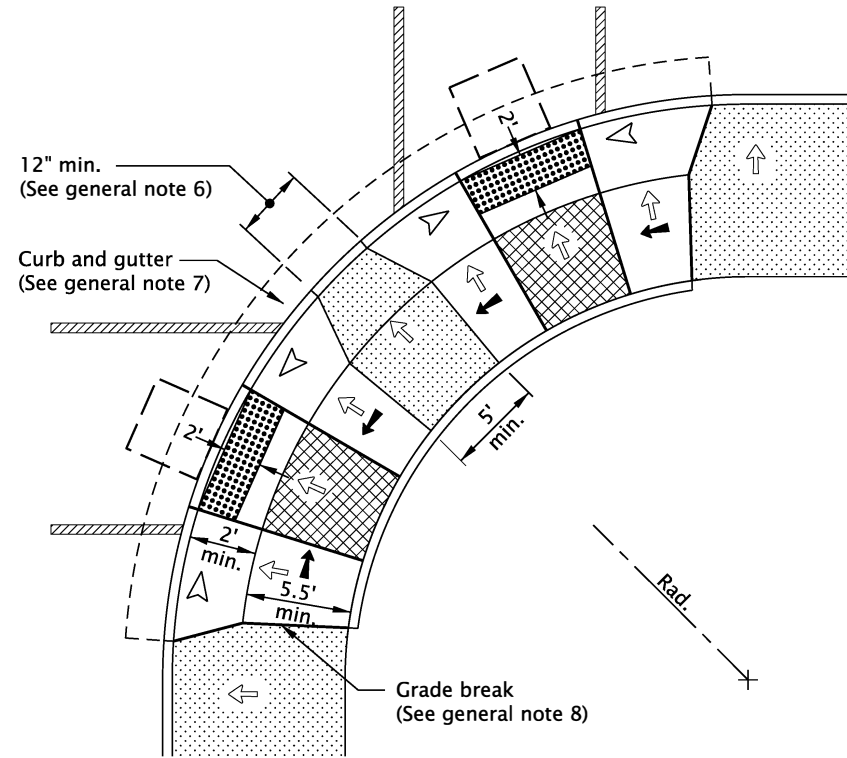 2'
12" min.
(See general note 6)
Curb and gutter
(See general note 7)
5'
min.
2'
2'
min.
5.5'
min.
Rad.
Grade break
(See general note 8)